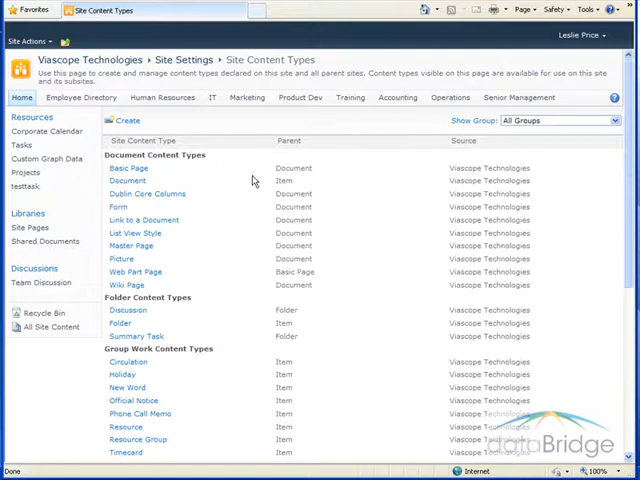 Favorites
Site Content Types
Page
Safety
Tools
Site Actions
Leslie Price
Viascope Technologies
Site Settings
Site Content Types
Use this page to create and manage content types declared on this site and all parent sites. Content types visible on this page are available for use on this site and its subsites.
Home
Employee Directory
Human Resources
IT
Marketing
Product Dev
Training
Accounting
Operations
Senior Management
Resources
Corporate Calendar
Tasks
Custom Graph Data
Projects
testtask
Libraries
Site Pages
Shared Documents
Discussions
Team Discussion
Recycle Bin
All Site Content
Create
Show Group: All Groups
Site Content Type Parent Source
Document Content Types
Basic Page Document Viascope Technologies
Document Item Viascope Technologies
Dublin Core Columns Document Viascope Technologies
Form Document Viascope Technologies
Link to a Document Document Viascope Technologies
List View Style Document Viascope Technologies
Master Page Document Viascope Technologies
Picture Document Viascope Technologies
Web Part Page Basic Page Viascope Technologies
Wiki Page Document Viascope Technologies
Folder Content Types
Discussion Folder Viascope Technologies
Folder Item Viascope Technologies
Summary Task Folder Viascope Technologies
Group Work Content Types
Circulation Item Viascope Technologies
Holiday Item Viascope Technologies
New Word Item Viascope Technologies
Official Notice Item Viascope Technologies
Phone Call Memo Item Viascope Technologies
Resource Item Viascope Technologies
Resource Group Item Viascope Technologies
Timecard Item Viascope Technologies
dataBridge
Done
Internet
100%